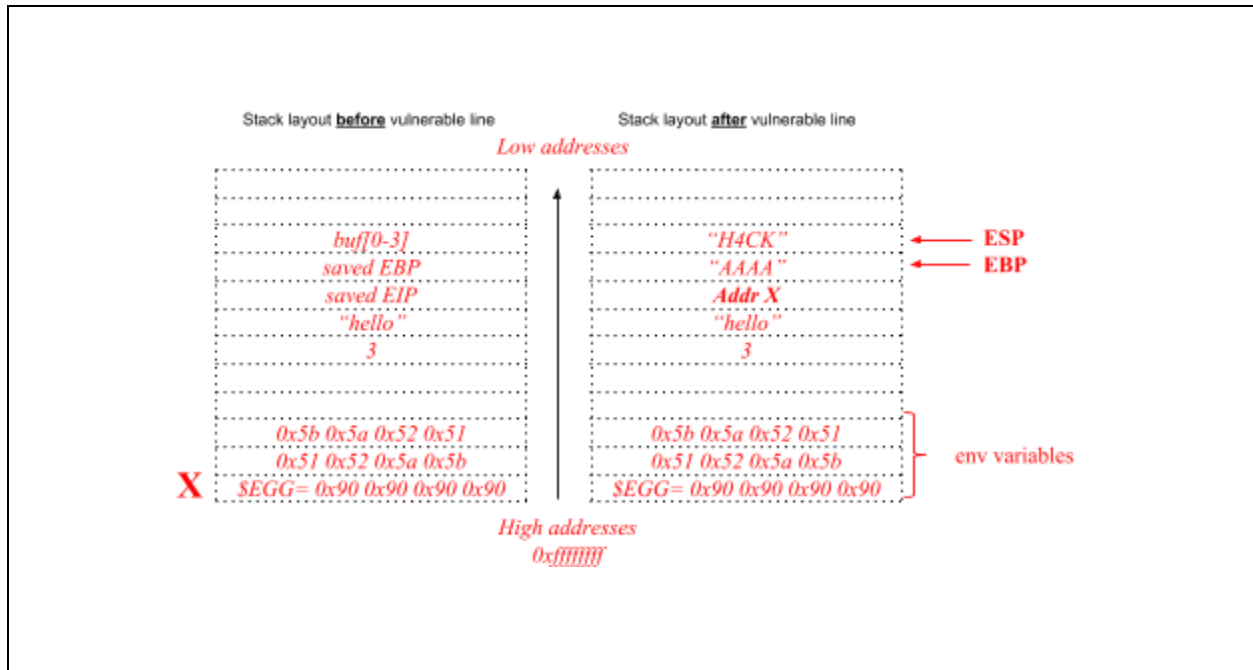 Stack layout before vulnerable line
Stack layout after vulnerable line
Low addresses
buf[0-3]
“H4CK”
ESP
saved EBP
“AAAA”
EBP
saved EIP
Addr X
“hello”
“hello”
3
3
0x5b 0x5a 0x52 0x51
0x5b 0x5a 0x52 0x51
0x51 0x52 0x5a 0x5b
0x51 0x52 0x5a 0x5b
env variables
X
$EGG= 0x90 0x90 0x90 0x90
$EGG= 0x90 0x90 0x90 0x90
High addresses
0xffffffff